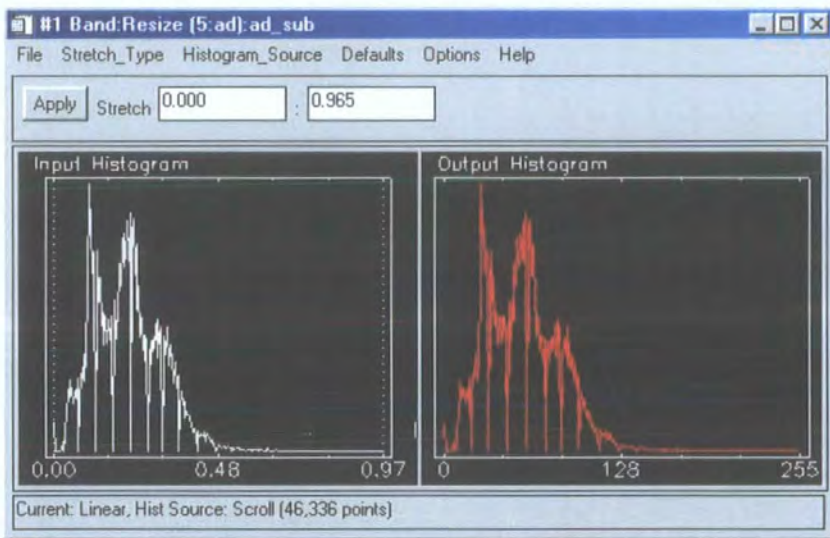 #1 Band:Resize (5:ad):ad_sub
File Stretch_Type Histogram_Source Defaults Options Help
Apply Stretch 0.000 : 0.965
Input Histogram
0.00 0.48 0.97
Output Histogram
0 128 255
Current: Linear, Hist Source: Scroll (46,336 points)